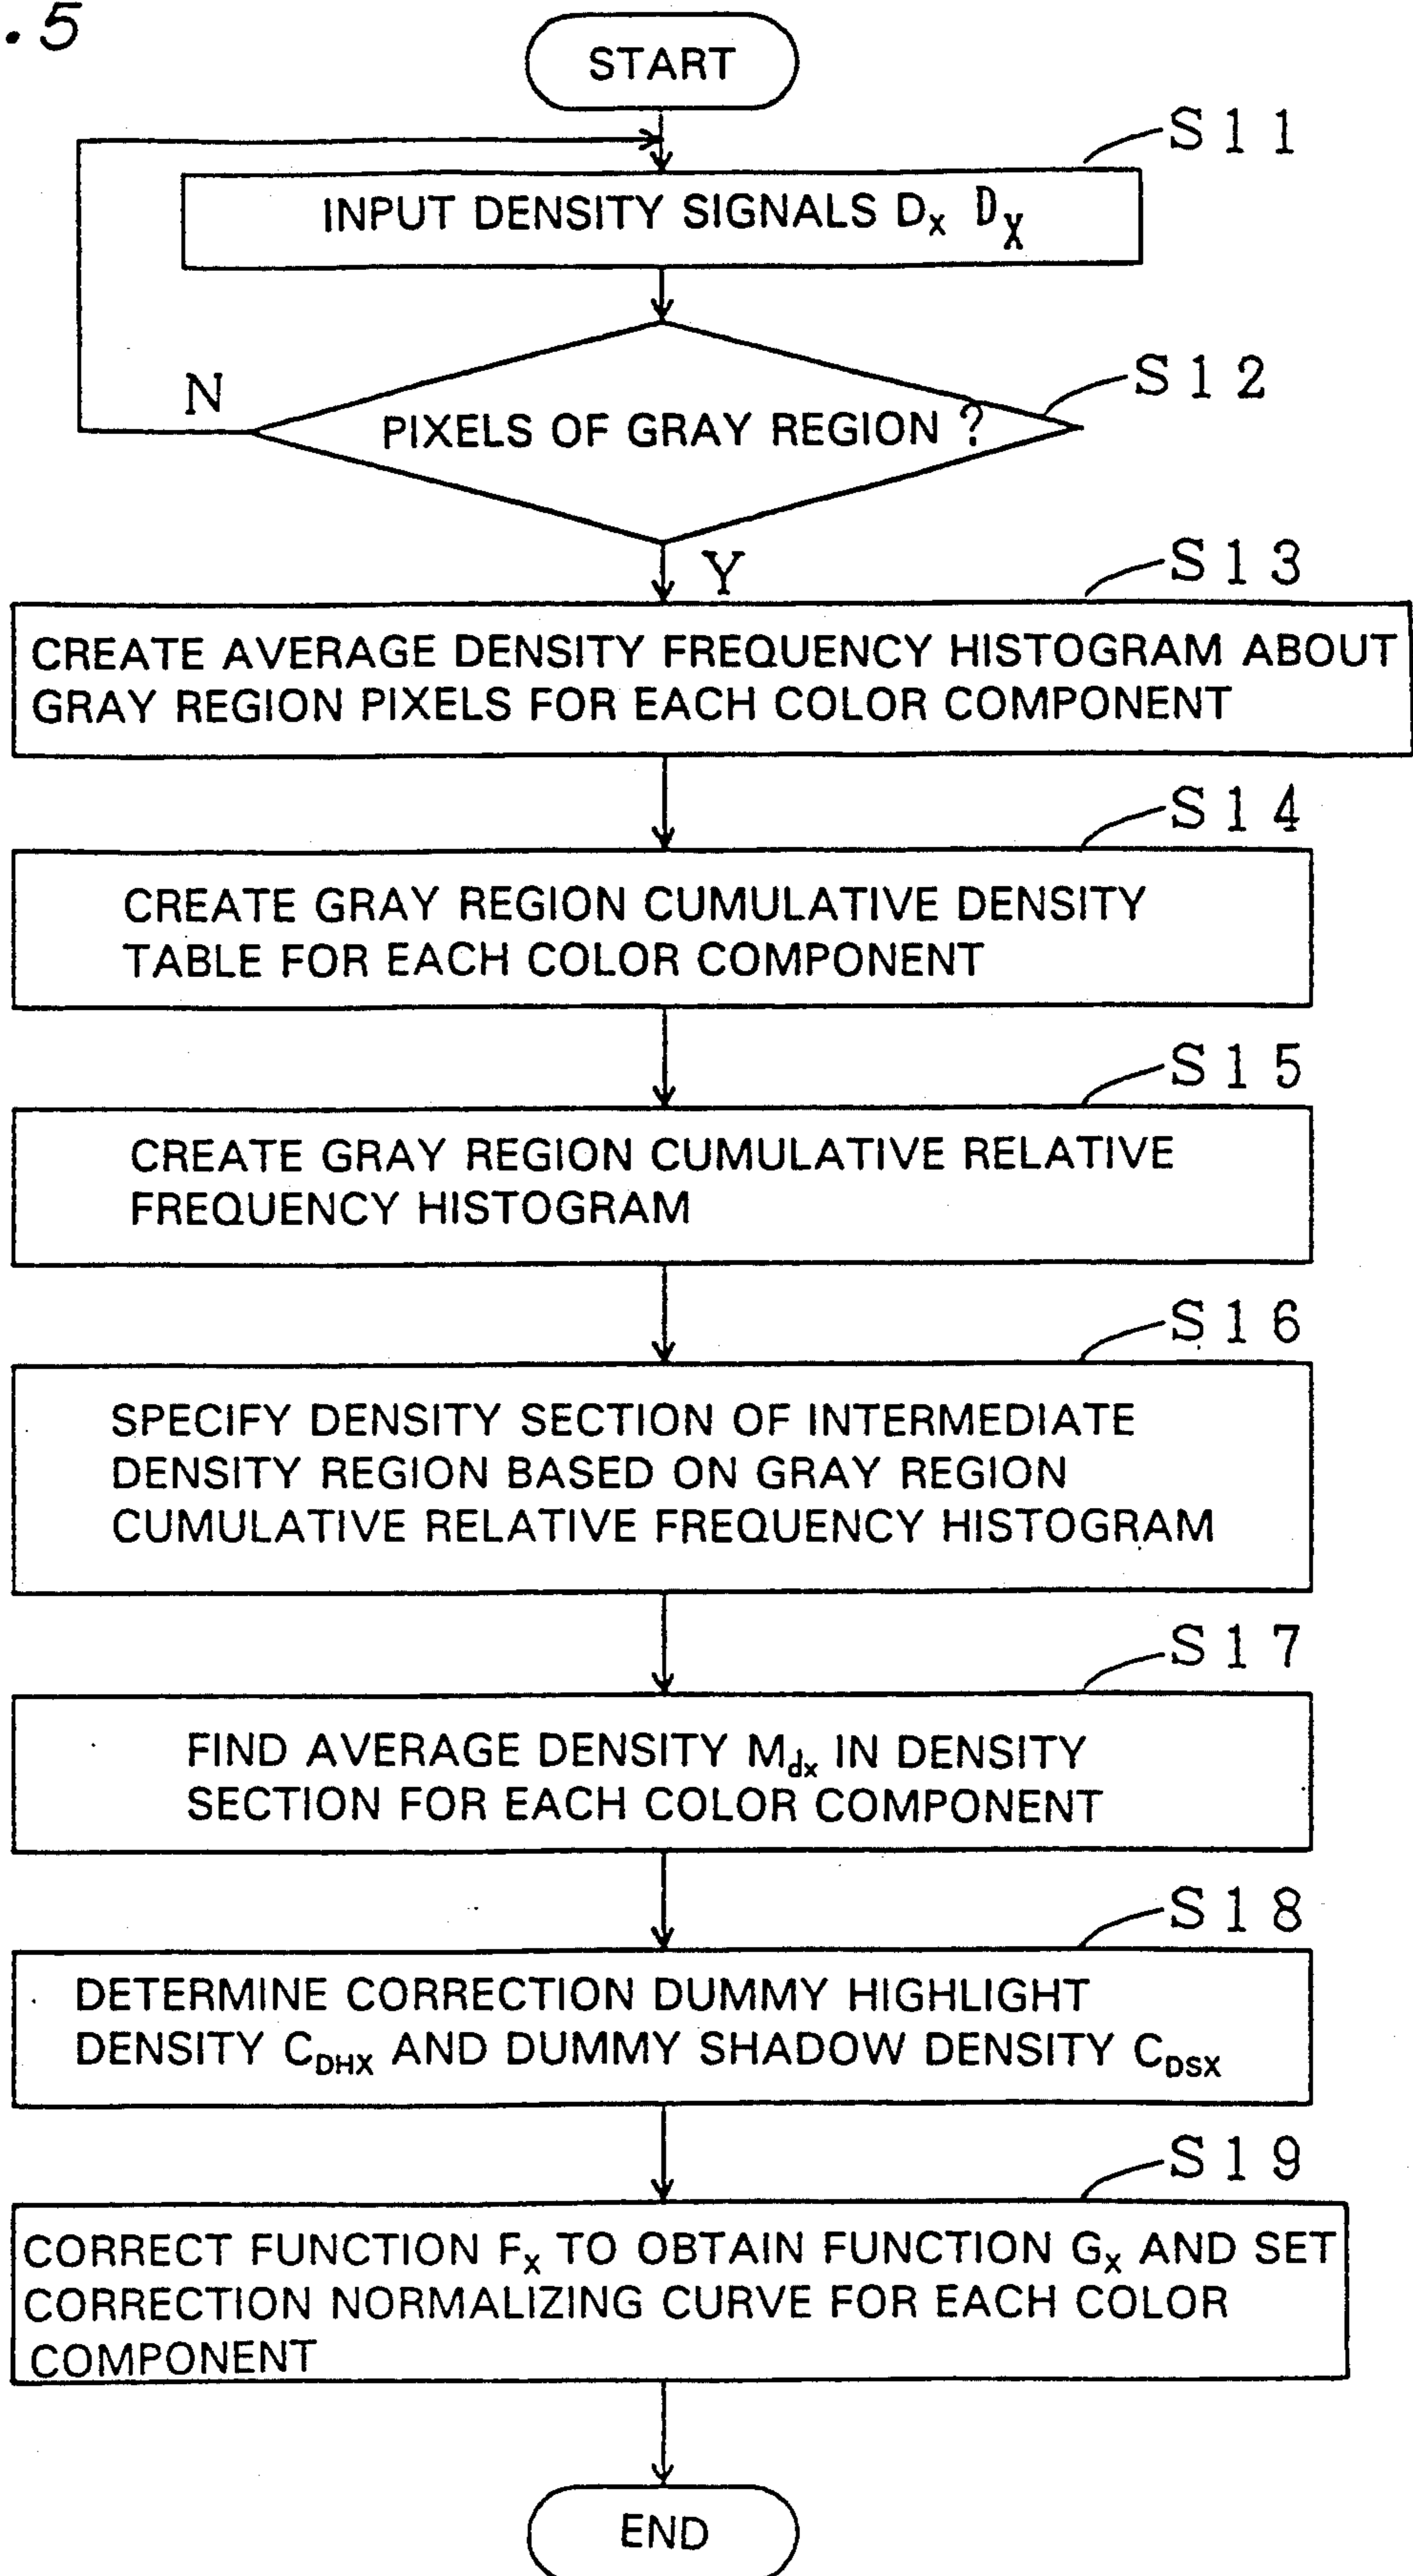 .5
START
S11
INPUT DENSITY SIGNALS Dx DX
S12
N
PIXELS OF GRAY REGION ?
Y
S13
CREATE AVERAGE DENSITY FREQUENCY HISTOGRAM ABOUT
GRAY REGION PIXELS FOR EACH COLOR COMPONENT
S14
CREATE GRAY REGION CUMULATIVE DENSITY
TABLE FOR EACH COLOR COMPONENT
S15
CREATE GRAY REGION CUMULATIVE RELATIVE
FREQUENCY HISTOGRAM
S16
SPECIFY DENSITY SECTION OF INTERMEDIATE
DENSITY REGION BASED ON GRAY REGION
CUMULATIVE RELATIVE FREQUENCY HISTOGRAM
S17
FIND AVERAGE DENSITY Mdx IN DENSITY
SECTION FOR EACH COLOR COMPONENT
S18
DETERMINE CORRECTION DUMMY HIGHLIGHT
DENSITY CDHX AND DUMMY SHADOW DENSITY CDSX
S19
CORRECT FUNCTION Fx TO OBTAIN FUNCTION Gx AND SET
CORRECTION NORMALIZING CURVE FOR EACH COLOR
COMPONENT
END